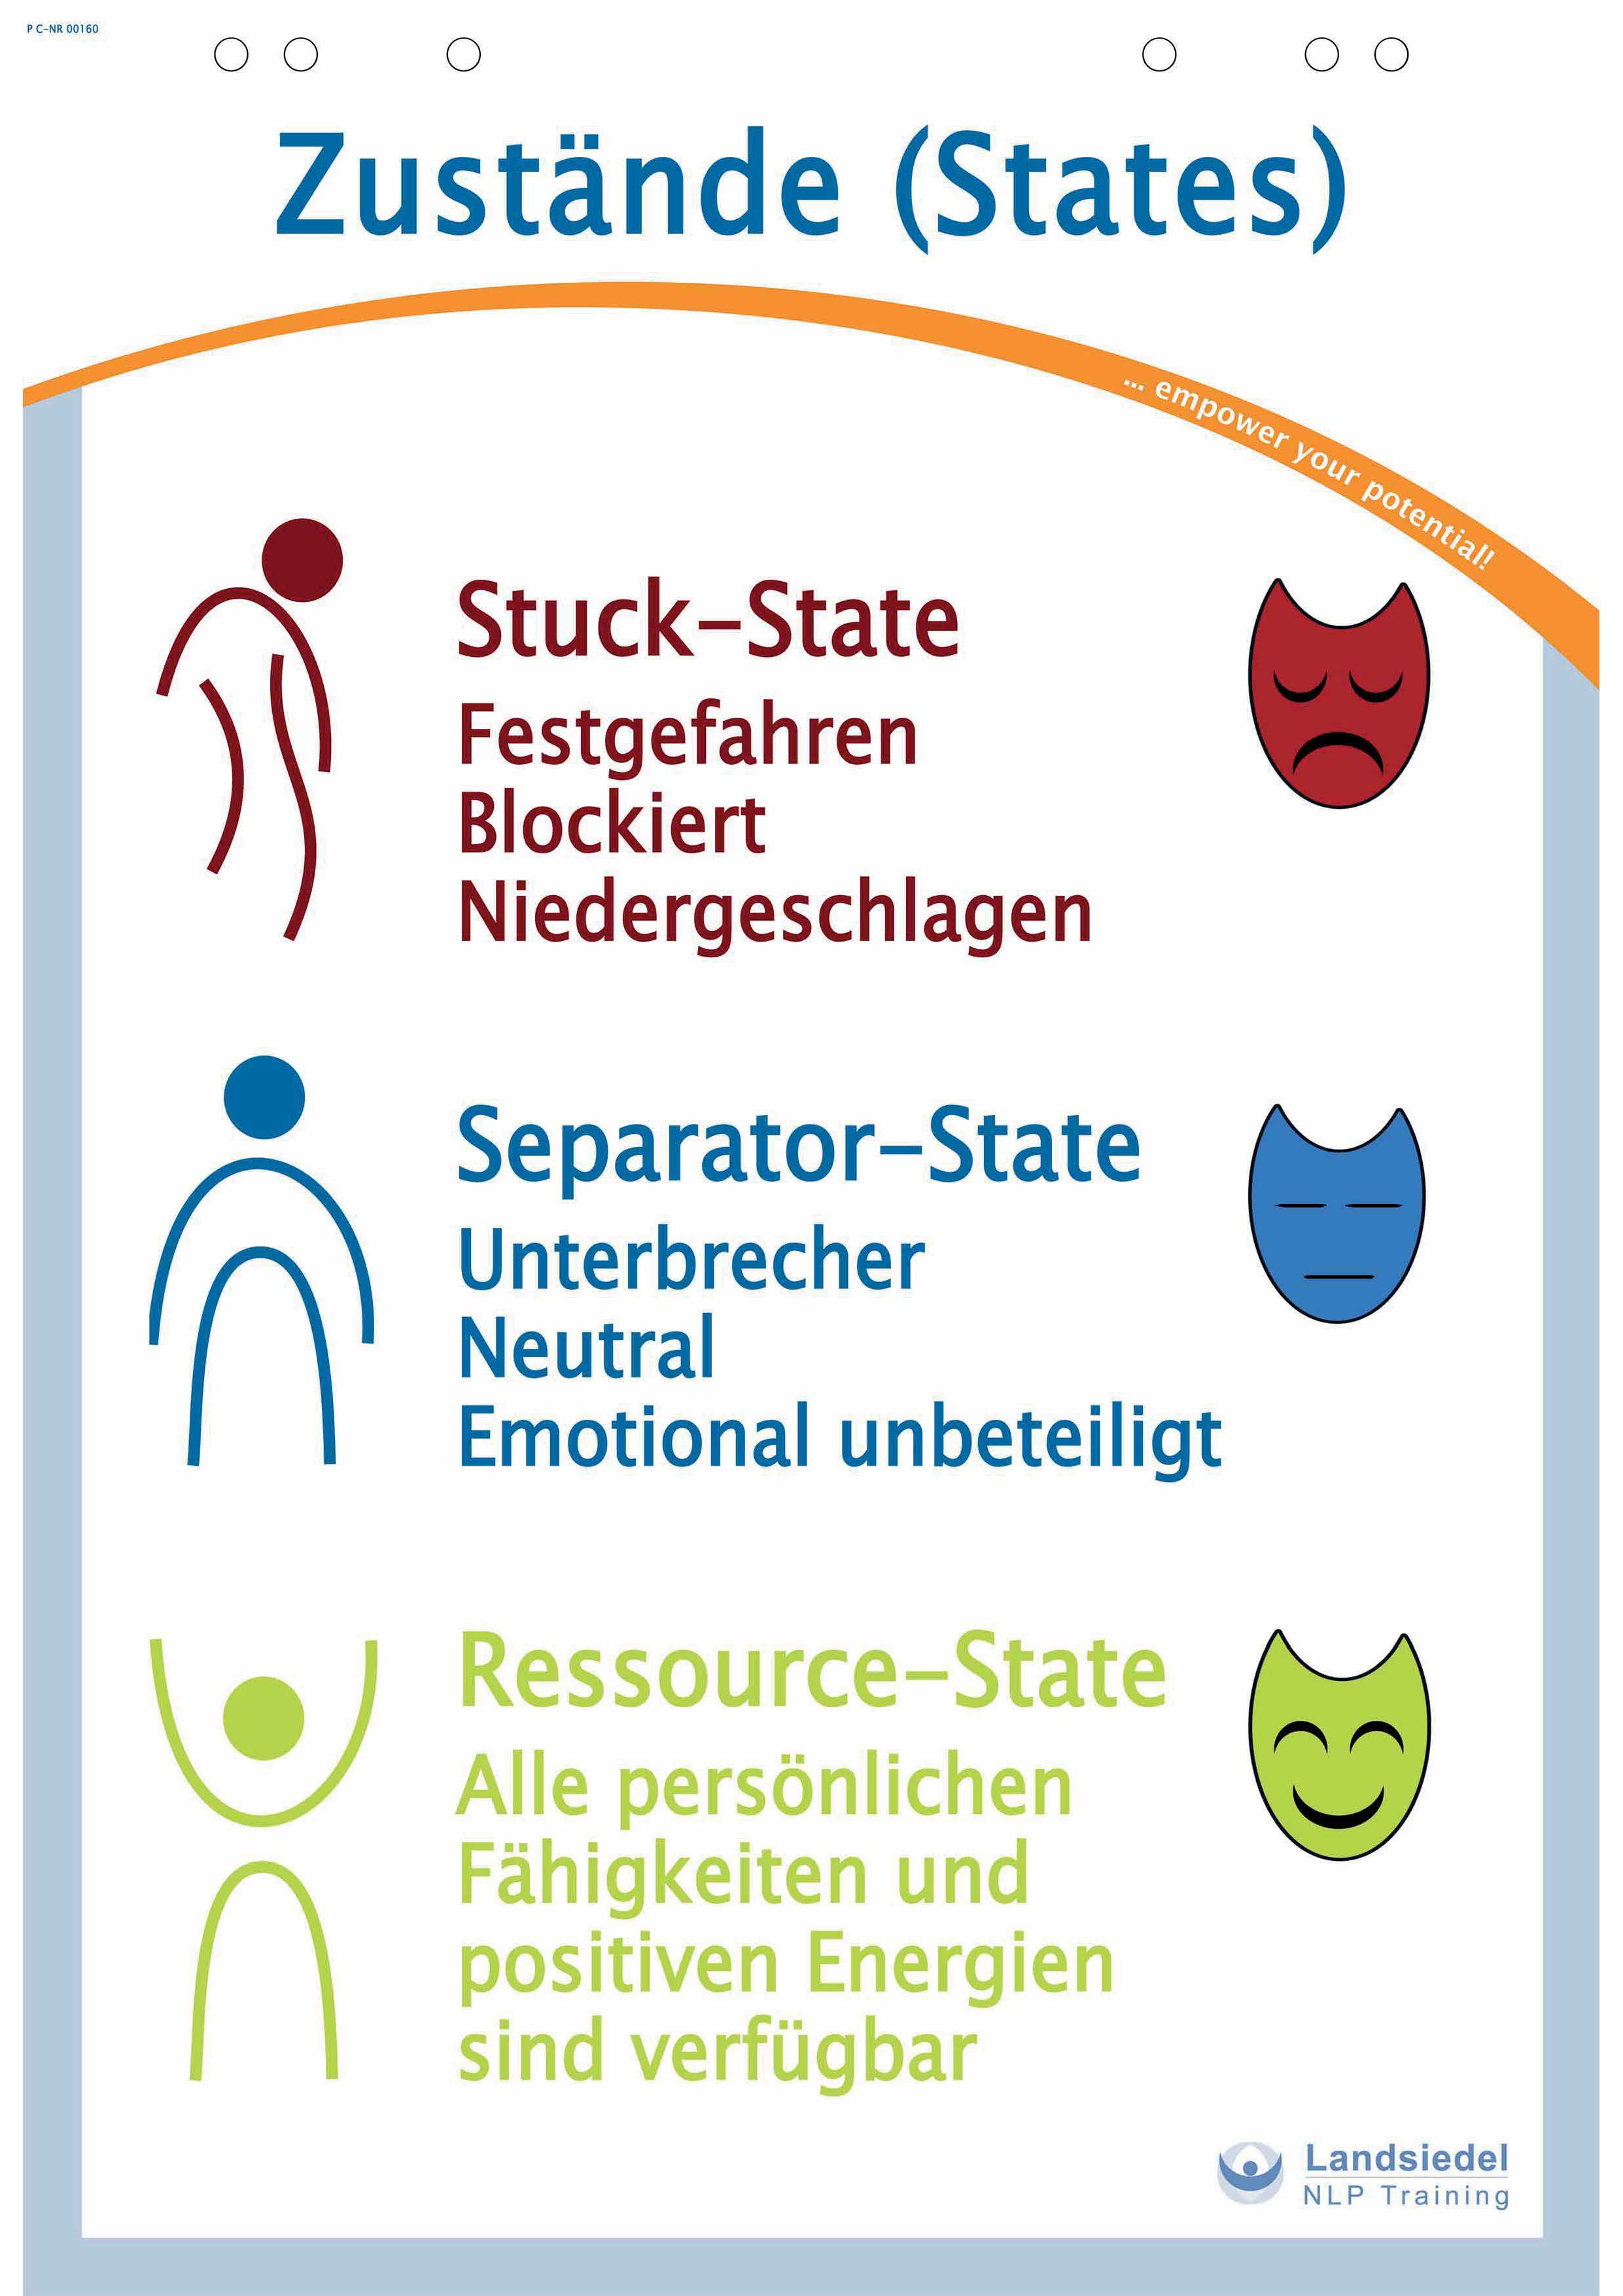 P C-NR 00160
Zustände (States)
... empower your potential!
Stuck-State
Festgefahren
Blockiert
Niedergeschlagen
Separator-State
Unterbrecher
Neutral
Emotional unbeteiligt
Ressource-State
Alle persönlichen
Fähigkeiten und
positiven Energien
sind verfügbar
Landsiedel
NLP Training